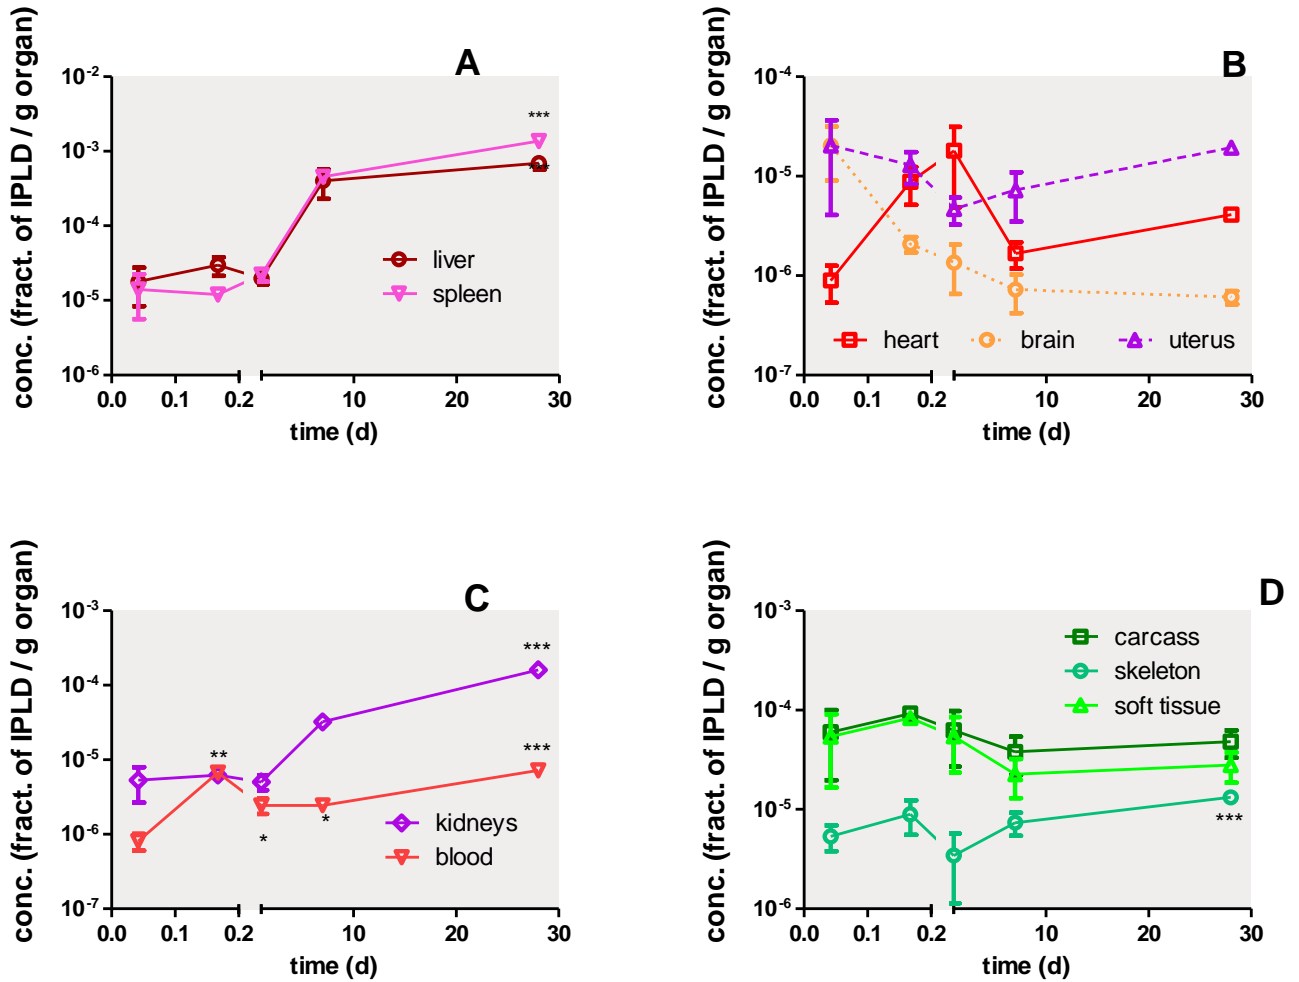 A
conc. (fract. of IPLD / g organ)
10-2
10-3
10-4
10-5
10-6
***
***
liver
spleen
0.0 0.1 0.2 10 20 30
time (d)
B
conc. (fract. of IPLD / g organ)
10-4
10-5
10-6
10-7
heart brain uterus
0.0 0.1 0.2 10 20 30
time (d)
C
conc. (fract. of IPLD / g organ)
10-3
10-4
10-5
10-6
10-7
***
**
***
*
*
kidneys
blood
0.0 0.1 0.2 10 20 30
time (d)
D
conc. (fract. of IPLD / g organ)
10-3
10-4
10-5
10-6
carcass
skeleton
soft tissue
***
0.0 0.1 0.2 10 20 30
time (d)